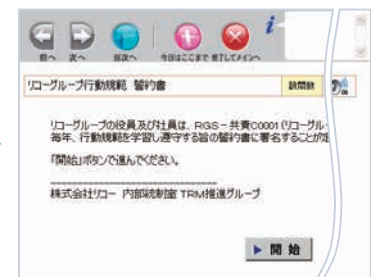 前へ 次へ 目次へ 今日はここまで 終了してメインへ
リコーグループ行動規範 誓約書 設問数
リコーグループの役員及び社員は、RGS-共責C0001(リコーグルー
毎年、行動規範を学習し遵守する旨の誓約書に署名することが定
「開始」ボタンで進んでください。
株式会社リコー 内部統制室 TRM推進グループ
開 始